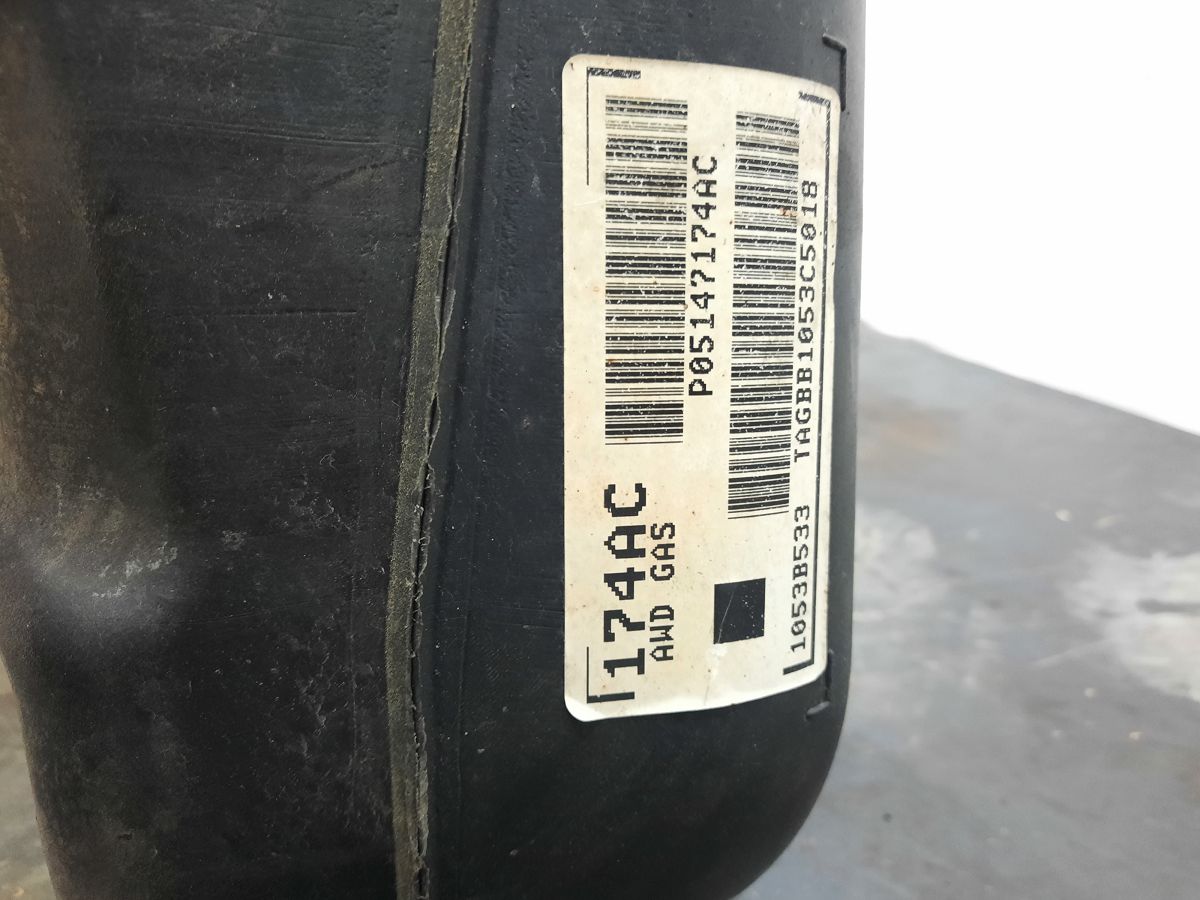 174AC
AWD GAS
P05147174AC
1053B533 TAGBB1053C5018